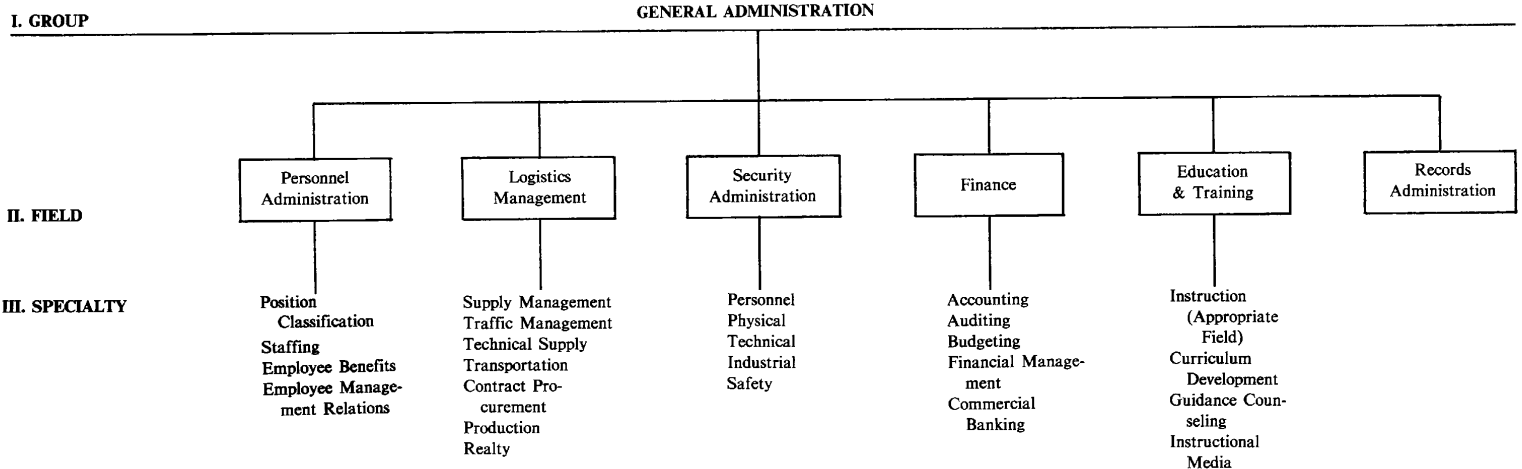 I. GROUP
GENERAL ADMINISTRATION
II. FIELD
Personnel
Administration
Logistics
Management
Security
Administration
Finance
Education
& Training
Records
Administration
III. SPECIALTY
Position
Classification
Staffing
Employee Benefits
Employee Manage-
ment Relations
Supply Management
Traffic Management
Technical Supply
Transportation
Contract Pro-
curement
Production
Realty
Personnel
Physical
Technical
Industrial
Safety
Accounting
Auditing
Budgeting
Financial Manage-
ment
Commercial
Banking
Instruction
(Appropriate
Field)
Curriculum
Development
Guidance Coun-
seling
Instructional
Media